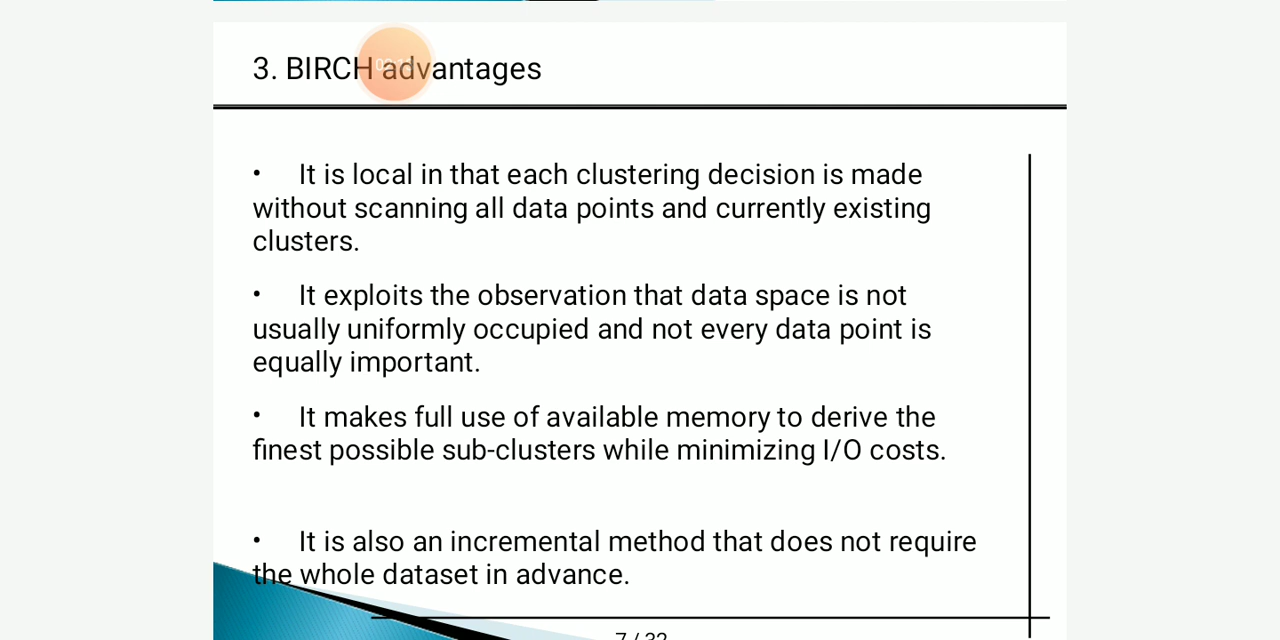 3. BIRCH advantages
• It is local in that each clustering decision is made
without scanning all data points and currently existing
clusters.
• It exploits the observation that data space is not
usually uniformly occupied and not every data point is
equally important.
• It makes full use of available memory to derive the
finest possible sub-clusters while minimizing I/O costs.
• It is also an incremental method that does not require
the whole dataset in advance.
7 / 32